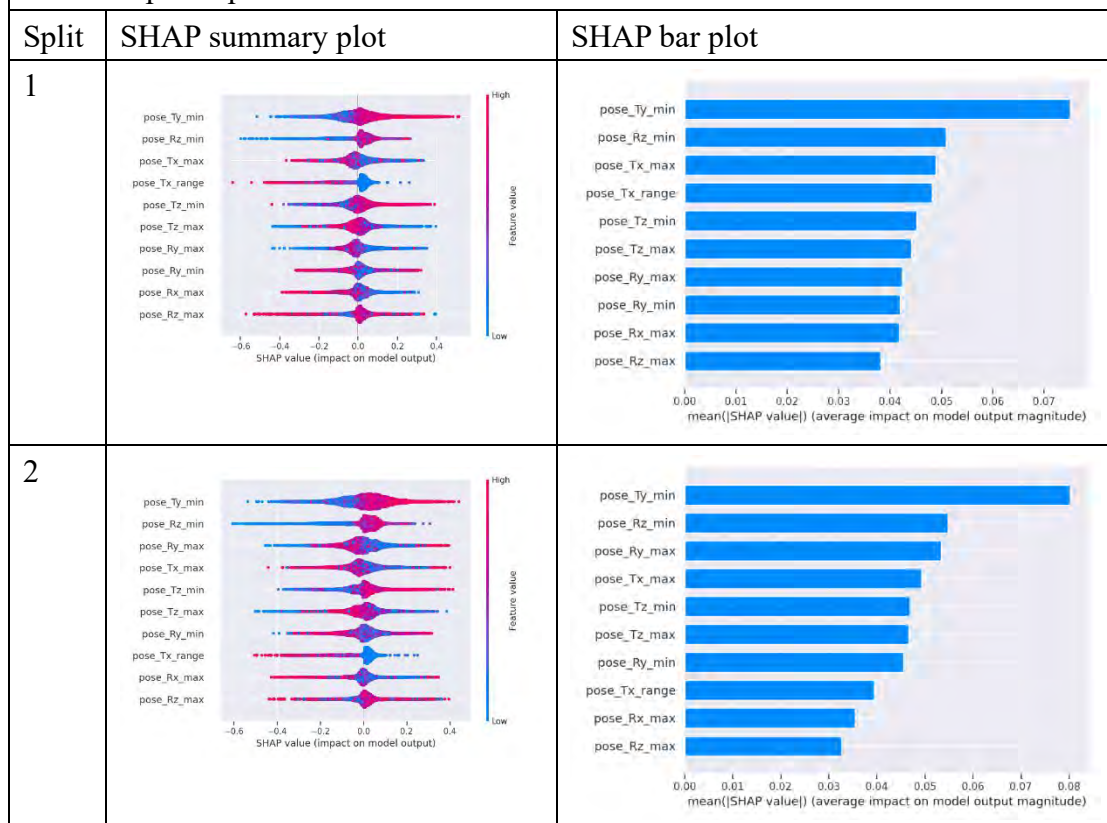 Split SHAP summary plot SHAP bar plot
1
High
pose_Ty_min
pose_Rz_min
pose_Tx_max
pose_Tx_range
pose_Tz_min
pose_Tz_max
pose_Ry_max
pose_Ry_min
pose_Rx_max
pose_Rz_max
Feature value
Low
−0.6 −0.4 −0.2 0.0 0.2 0.4
SHAP value (impact on model output)
pose_Ty_min
pose_Rz_min
pose_Tx_max
pose_Tx_range
pose_Tz_min
pose_Tz_max
pose_Ry_max
pose_Ry_min
pose_Rx_max
pose_Rz_max
0.00 0.01 0.02 0.03 0.04 0.05 0.06 0.07
mean(|SHAP value|) (average impact on model output magnitude)
2
High
pose_Ty_min
pose_Rz_min
pose_Ry_max
pose_Tx_max
pose_Tz_min
pose_Tz_max
pose_Ry_min
pose_Tx_range
pose_Rx_max
pose_Rz_max
Feature value
Low
−0.6 −0.4 −0.2 0.0 0.2 0.4
SHAP value (impact on model output)
pose_Ty_min
pose_Rz_min
pose_Ry_max
pose_Tx_max
pose_Tz_min
pose_Tz_max
pose_Ry_min
pose_Tx_range
pose_Rx_max
pose_Rz_max
0.00 0.01 0.02 0.03 0.04 0.05 0.06 0.07 0.08
mean(|SHAP value|) (average impact on model output magnitude)